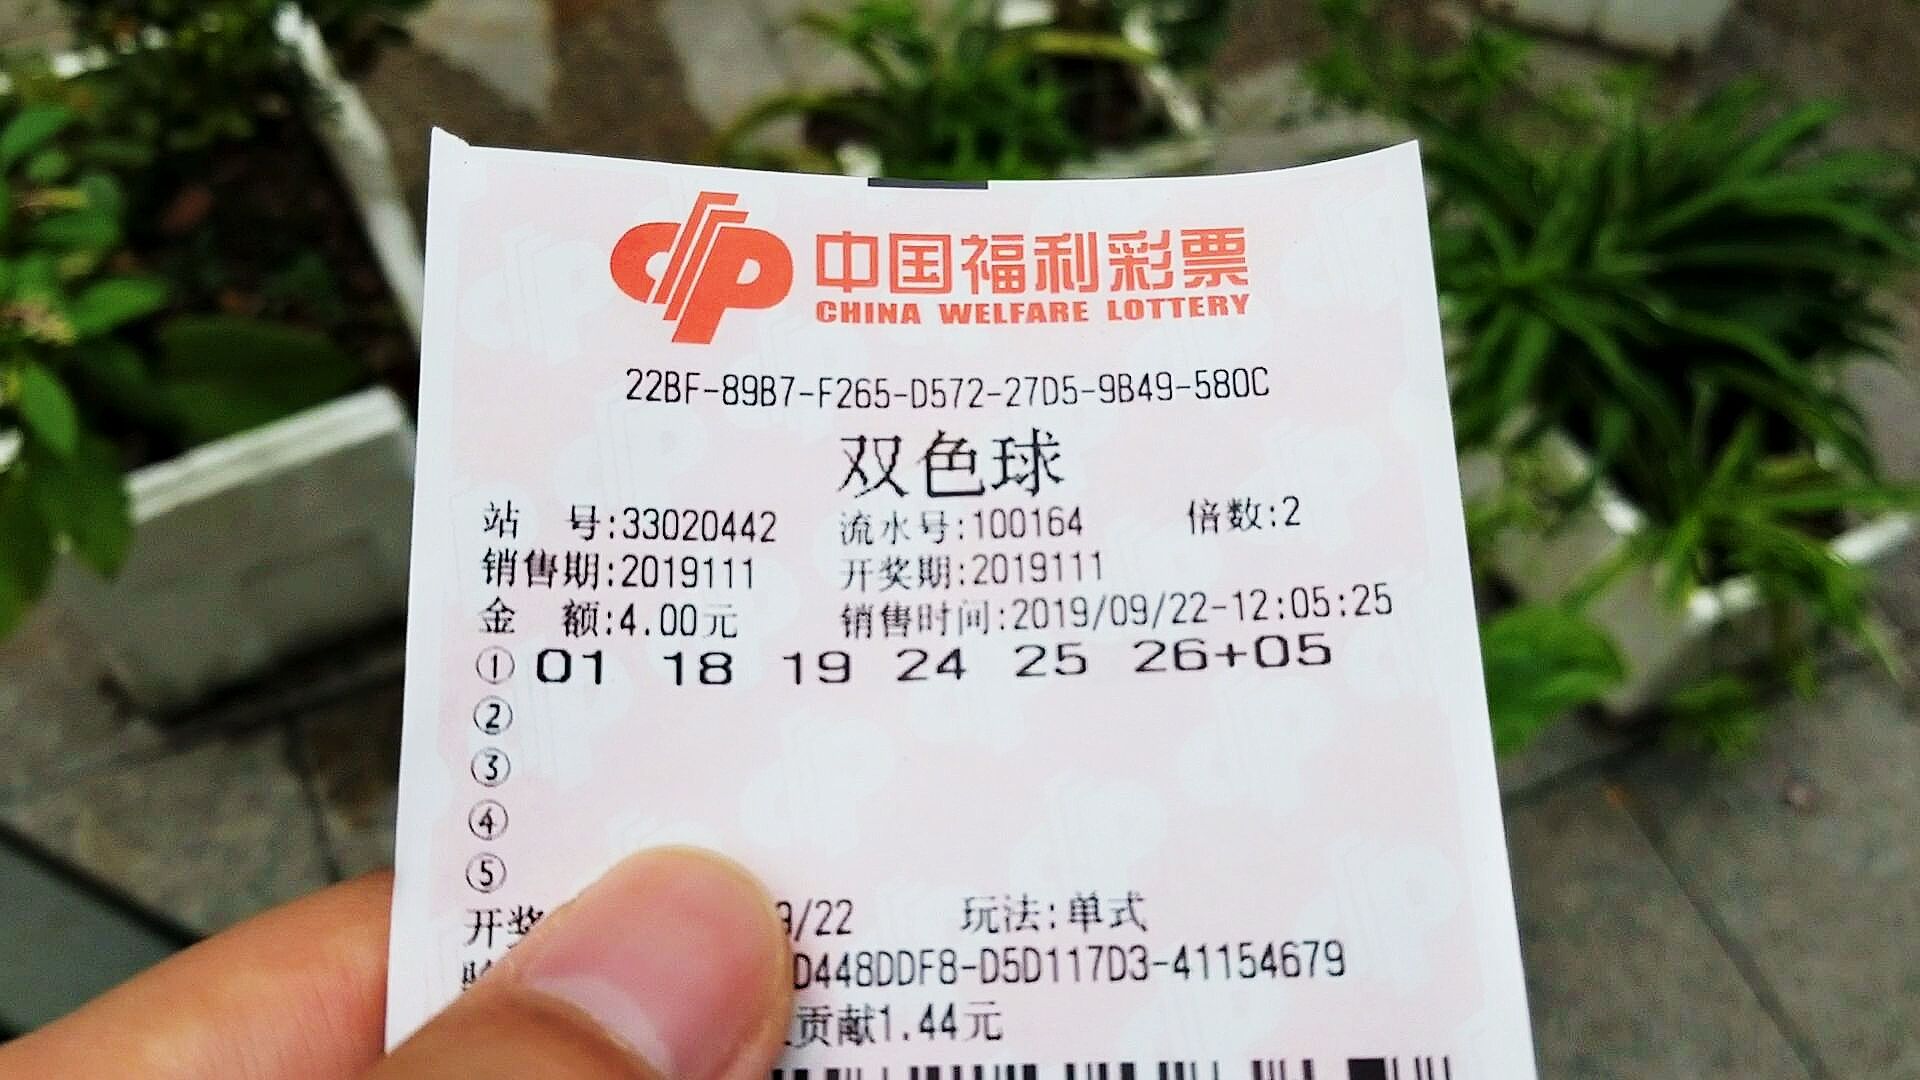 中国福利彩票
CHINA WELFARE LOTTERY
22BF-89B7-F265-D572-27D5-9B49-580C
双色球
站 号:33020442 流水号:100164 倍数:2
销售期:2019111 开奖期:2019111
金 额:4.00元 销售时间:2019/09/22-12:05:25
① 01 18 19 24 25 26+05
②
③
④
⑤
开奖 9/22 玩法:单式
D448DDF8-D5D117D3-41154679
贡献1.44元